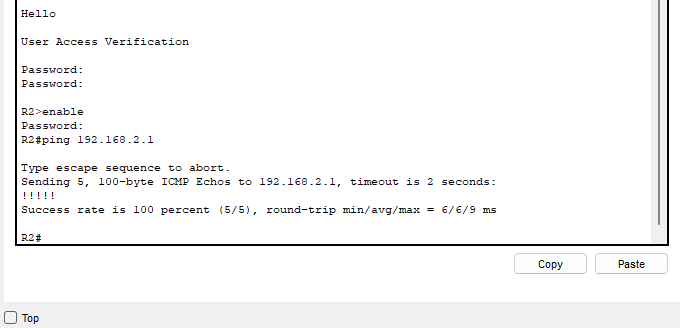 Hello
User Access Verification
Password:
Password:
R2>enable
Password:
R2#ping 192.168.2.1
Type escape sequence to abort.
Sending 5, 100-byte ICMP Echos to 192.168.2.1, timeout is 2 seconds:
!!!!!
Success rate is 100 percent (5/5), round-trip min/avg/max = 6/6/9 ms
R2#
Copy Paste
Top